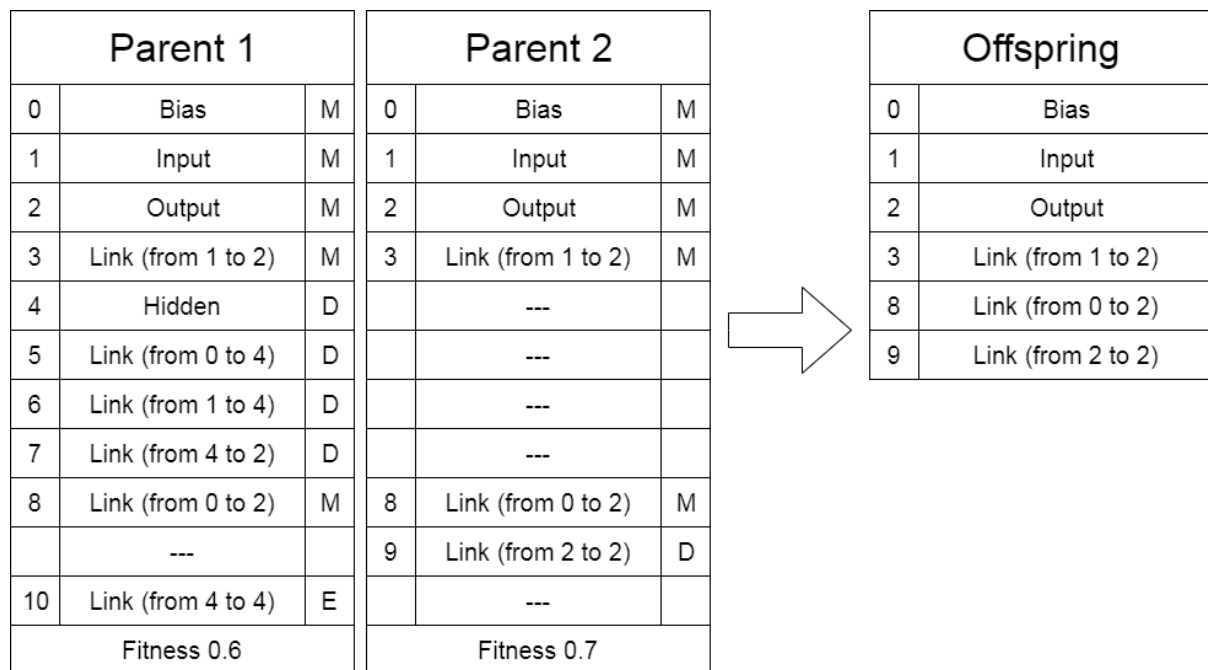 Parent 1 Parent 2 Offspring
0 Bias M 0 Bias M 0 Bias
1 Input M 1 Input M 1 Input
2 Output M 2 Output M 2 Output
3 Link (from 1 to 2) M 3 Link (from 1 to 2) M 3 Link (from 1 to 2)
4 Hidden D --- 8 Link (from 0 to 2)
5 Link (from 0 to 4) D --- 9 Link (from 2 to 2)
6 Link (from 1 to 4) D ---
7 Link (from 4 to 2) D ---
8 Link (from 0 to 2) M 8 Link (from 0 to 2) M
--- 9 Link (from 2 to 2) D
10 Link (from 4 to 4) E ---
Fitness 0.6 Fitness 0.7